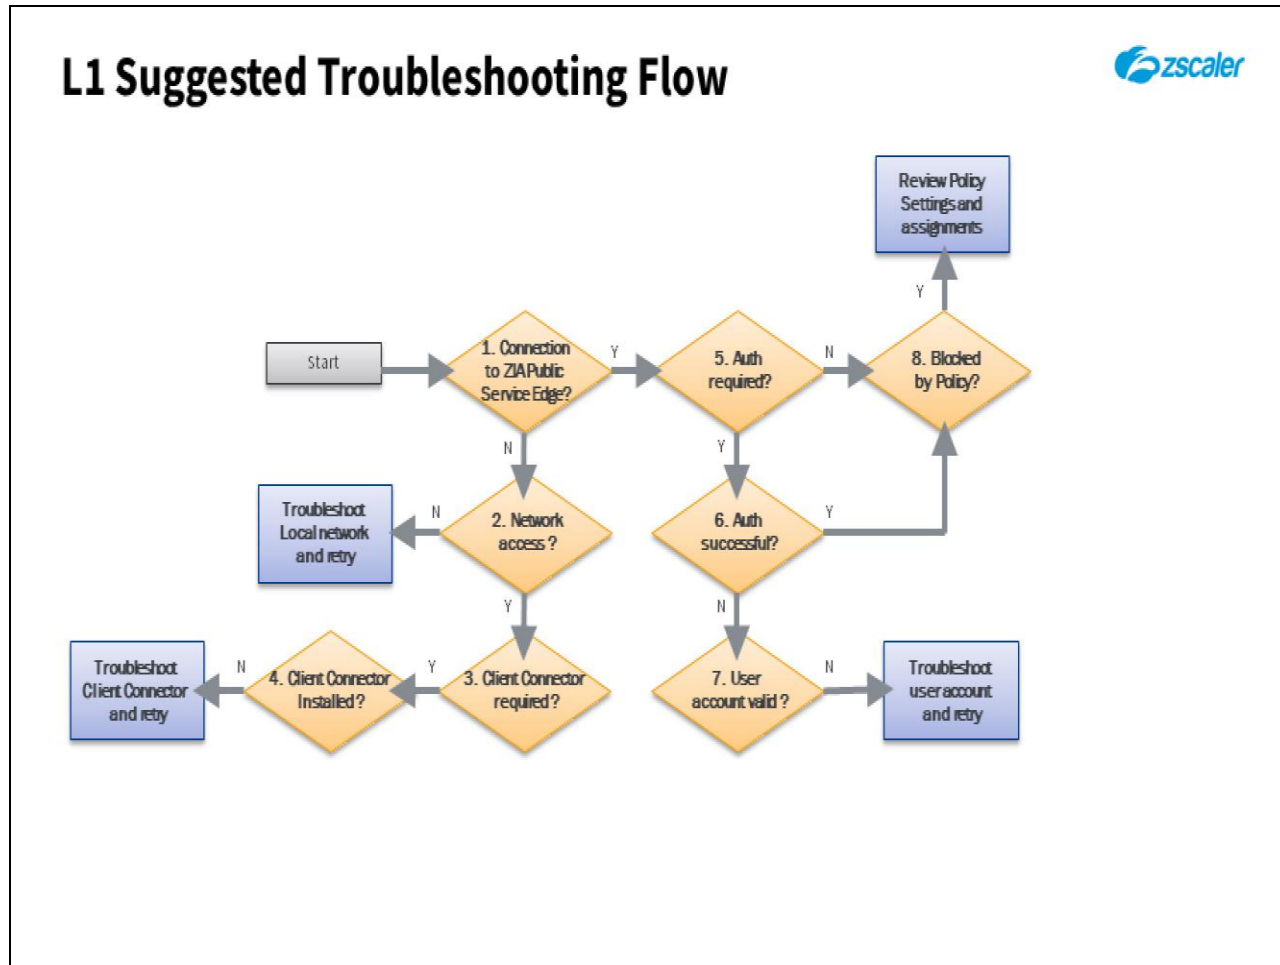 L1 Suggested Troubleshooting Flow
zscaler
Review Policy
Settings and
assignments
Y
Start
1. Connection
to ZIA Public
Service Edge?
Y
5. Auth
required?
N
8. Blocked
by Policy?
N
Y
Troubleshoot
Local network
and retry
N
2. Network
access ?
6. Auth
successful?
Y
Y
N
Troubleshoot
Client Connector
and retry
N
4. Client Connector
Installed ?
Y
3. Client Connector
required ?
7. User
account valid ?
N
Troubleshoot
user account
and retry